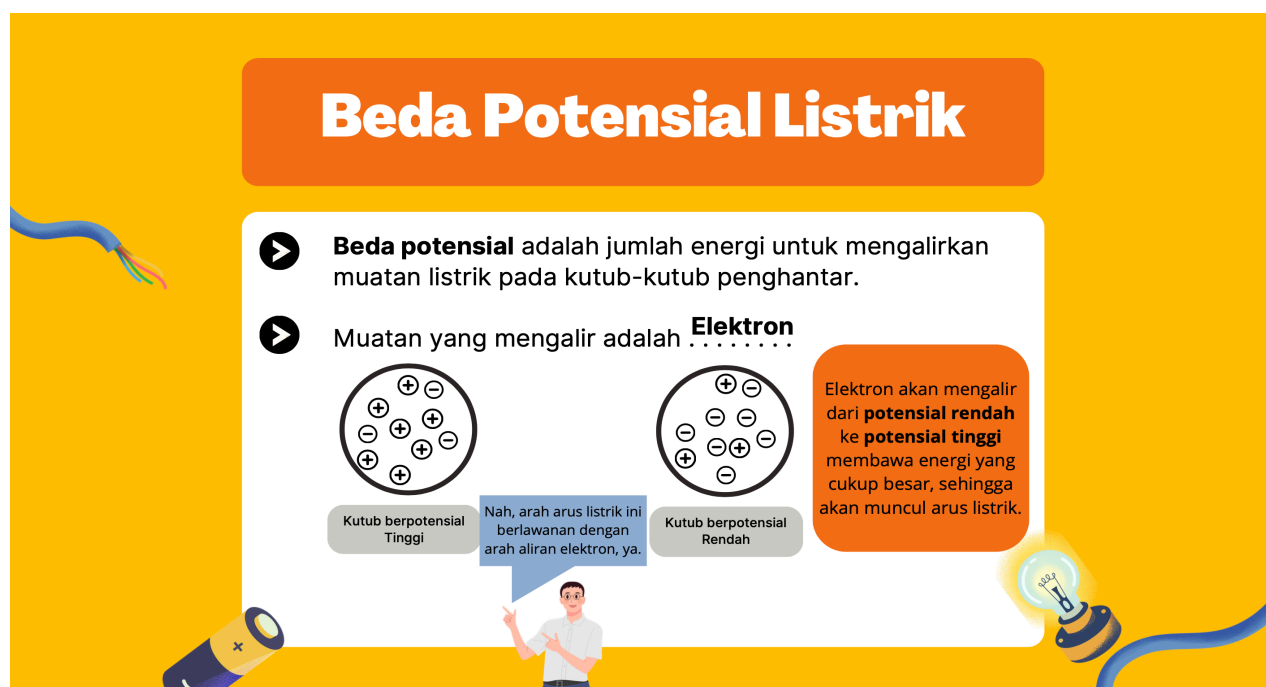 Beda Potensial Listrik
Beda potensial adalah jumlah energi untuk mengalirkan
muatan listrik pada kutub-kutub penghantar.
Muatan yang mengalir adalah ........
Elektron
Elektron akan mengalir
dari potensial rendah
ke potensial tinggi
membawa energi yang
cukup besar, sehingga
akan muncul arus listrik.
Kutub berpotensial
Tinggi
Nah, arah arus listrik ini
berlawanan dengan
arah aliran elektron, ya.
Kutub berpotensial
Rendah